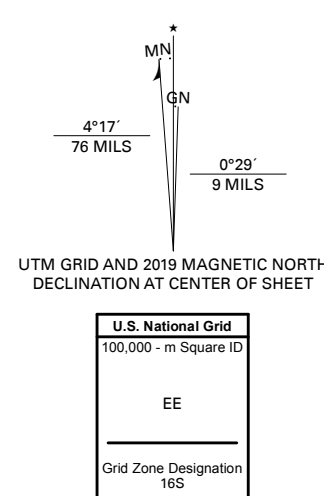 ★
MN
GN
4°17´
76 MILS
0°29´
9 MILS
UTM GRID AND 2019 MAGNETIC NORTH
DECLINATION AT CENTER OF SHEET
U.S. National Grid
100,000 - m Square ID
EE
Grid Zone Designation
16S